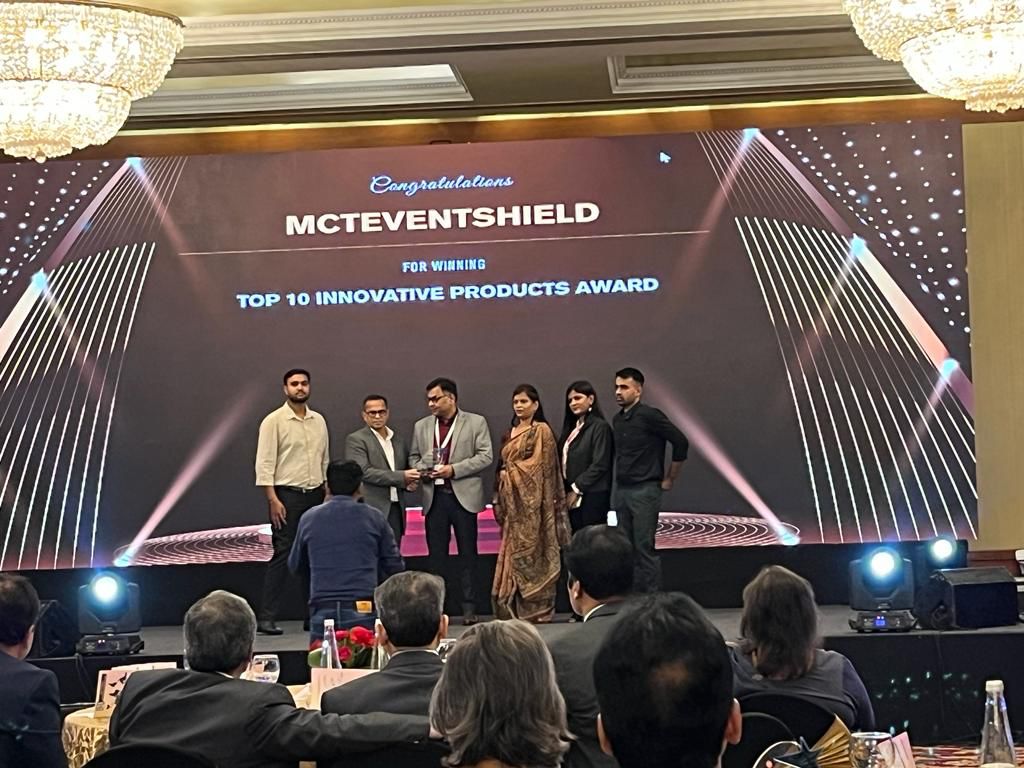 Congratulations
MCTEVENTSHIELD
FOR WINNING
TOP 10 INNOVATIVE PRODUCTS AWARD